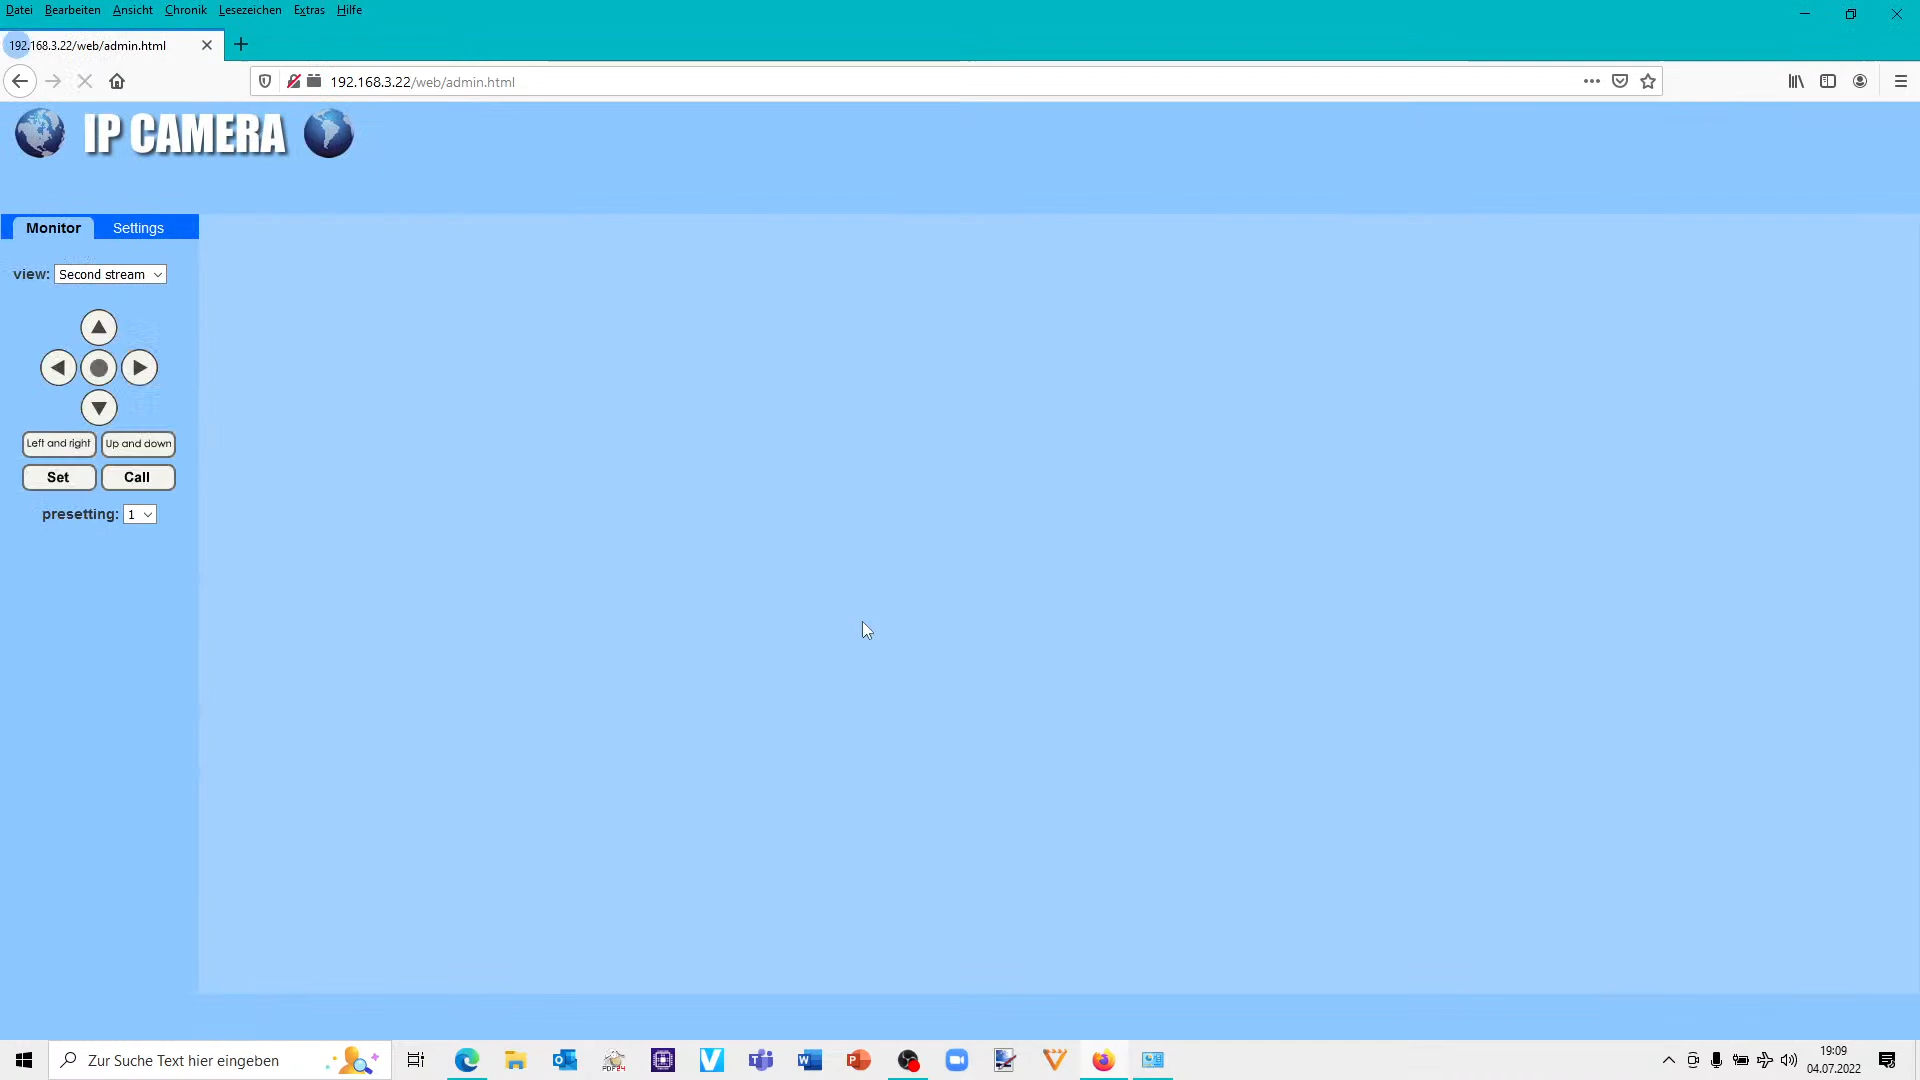 Datei Bearbeiten Ansicht Chronik Lesezeichen Extras Hilfe
192.168.3.22/web/admin.html
192.168.3.22/web/admin.html
IP CAMERA
Monitor Settings
view: Second stream
Left and right Up and down
Set Call
presetting: 1
Zur Suche Text hier eingeben
PDF24
19:09
04.07.2022